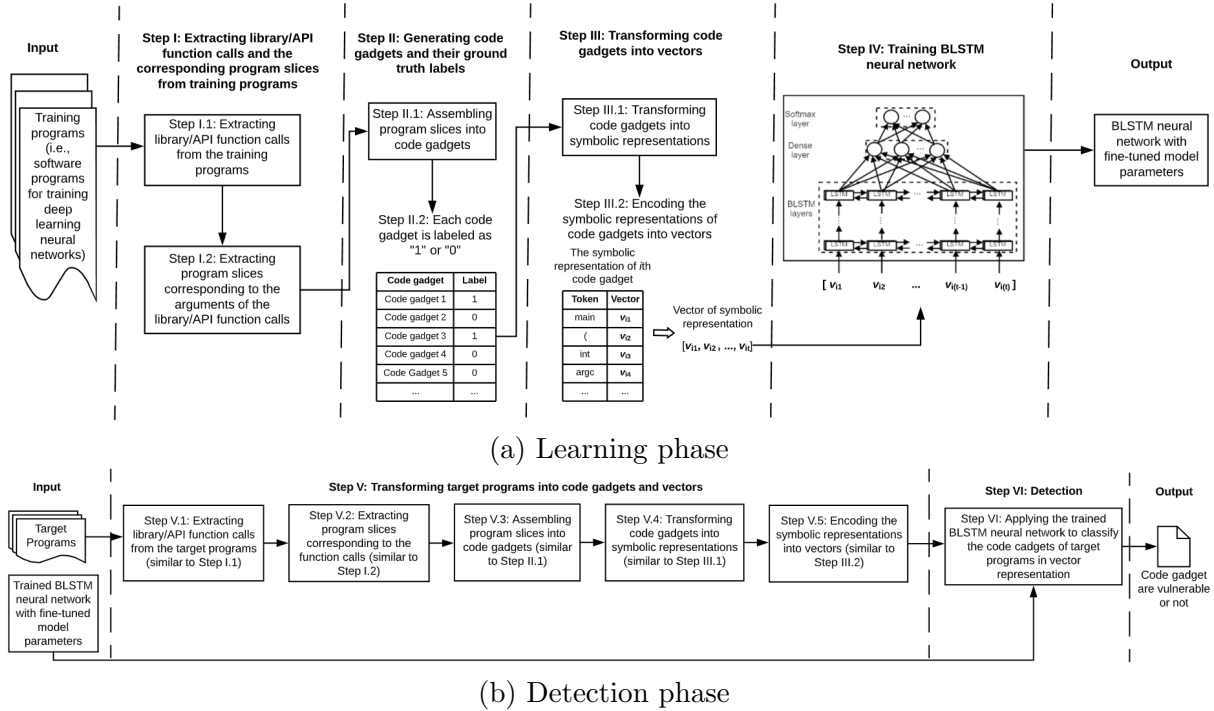 Input
Training
programs
(i.e.,
software
programs
for training
deep
learning
neural
networks)
Step I: Extracting library/API
function calls and the
corresponding program slices
from training programs
Step I.1: Extracting
library/API function calls
from the training
programs
Step I.2: Extracting
program slices
corresponding to the
arguments of the
library/API function calls
Step II: Generating code
gadgets and their ground
truth labels
Step II.1: Assembling
program slices into
code gadgets
Step II.2: Each code
gadget is labeled as
"1" or "0"
Code gadget Label
Code gadget 1 1
Code gadget 2 0
Code gadget 3 1
Code gadget 4 0
Code Gadget 5 0
... ...
Step III: Transforming code
gadgets into vectors
Step III.1: Transforming
code gadgets into
symbolic representations
Step III.2: Encoding the
symbolic representations of
code gadgets into vectors
The symbolic
representation of ith
code gadget
Token Vector
main vi1
( vi2
int vi3
argc vi4
... ...
Vector of symbolic
representation
[vi1, vi2 , ..., vit]
Step IV: Training BLSTM
neural network
Softmax
layer
...
Dense
layer
...
BLSTM
layers
LSTM LSTM ... LSTM LSTM
... ... ... ...
LSTM LSTM ... LSTM LSTM
[ vi1 vi2 ... vi(t-1) vi(t) ]
Output
BLSTM neural
network with
fine-tuned model
parameters
(a) Learning phase
Input
Target
Programs
Trained BLSTM
neural network
with fine-tuned
model
parameters
Step V: Transforming target programs into code gadgets and vectors
Step V.1: Extracting
library/API function calls
from the target programs
(similar to Step I.1)
Step V.2: Extracting
program slices
corresponding to the
function calls (similar to
Step I.2)
Step V.3: Assembling
program slices into
code gadgets (similar
to Step II.1)
Step V.4: Transforming
code gadgets into
symbolic representations
(similar to Step III.1)
Step V.5: Encoding the
symbolic representations
into vectors (similar to
Step III.2)
Step VI: Detection
Step VI: Applying the trained
BLSTM neural network to classify
the code cadgets of target
programs in vector
representation
Output
Code gadget
are vulnerable
or not
(b) Detection phase